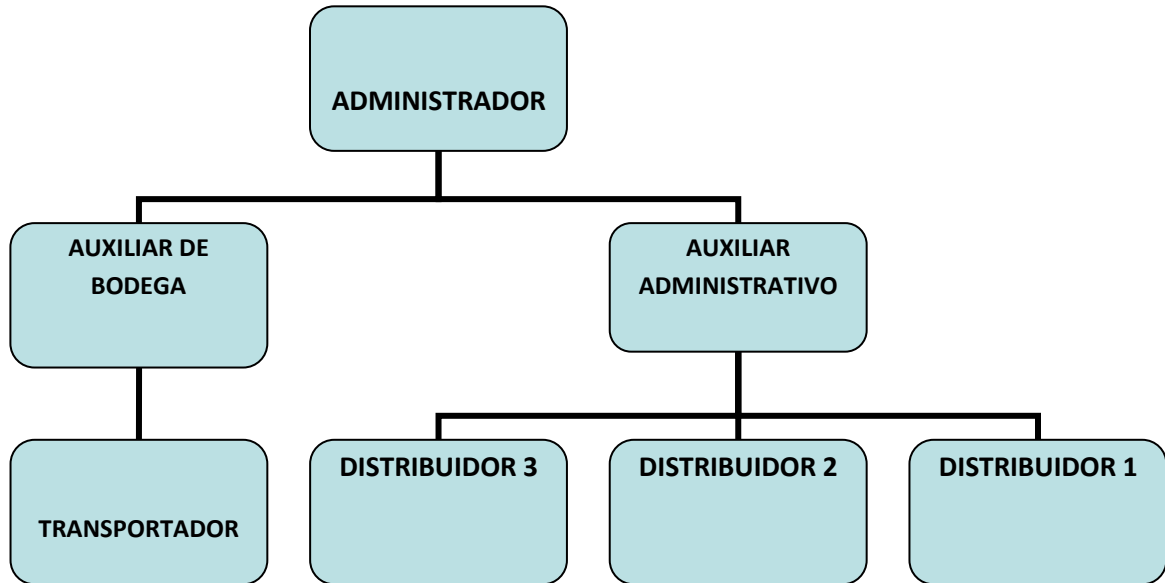 ADMINISTRADOR
AUXILIAR DE
BODEGA
AUXILIAR
ADMINISTRATIVO
TRANSPORTADOR
DISTRIBUIDOR 3
DISTRIBUIDOR 2
DISTRIBUIDOR 1